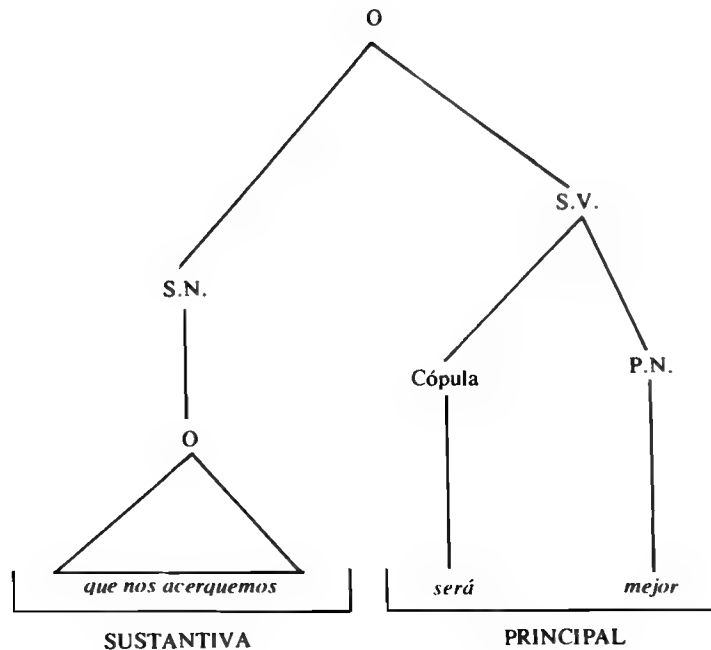 O
S.V.
S.N.
Cópula P.N.
O
que nos acerquemos será mejor
SUSTANTIVA PRINCIPAL